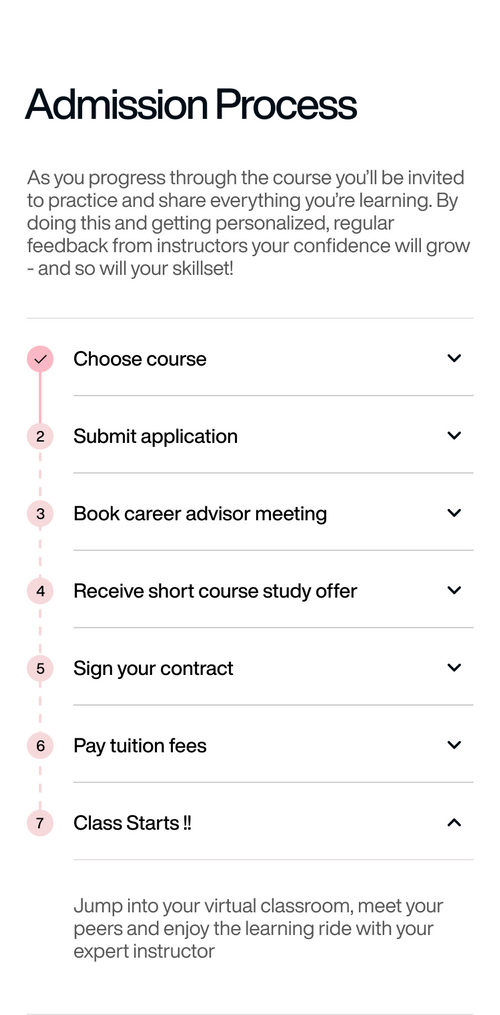 Admission Process
As you progress through the course you’ll be invited
to practice and share everything you’re learning. By
doing this and getting personalized, regular
feedback from instructors your confidence will grow
- and so will your skillset!
Choose course
2 Submit application
3 Book career advisor meeting
4 Receive short course study offer
5 Sign your contract
6 Pay tuition fees
7 Class Starts !!
Jump into your virtual classroom, meet your
peers and enjoy the learning ride with your
expert instructor